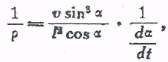 1/ρ = (v sin³ α)/(l² cos α) · 1/(dα/dt),